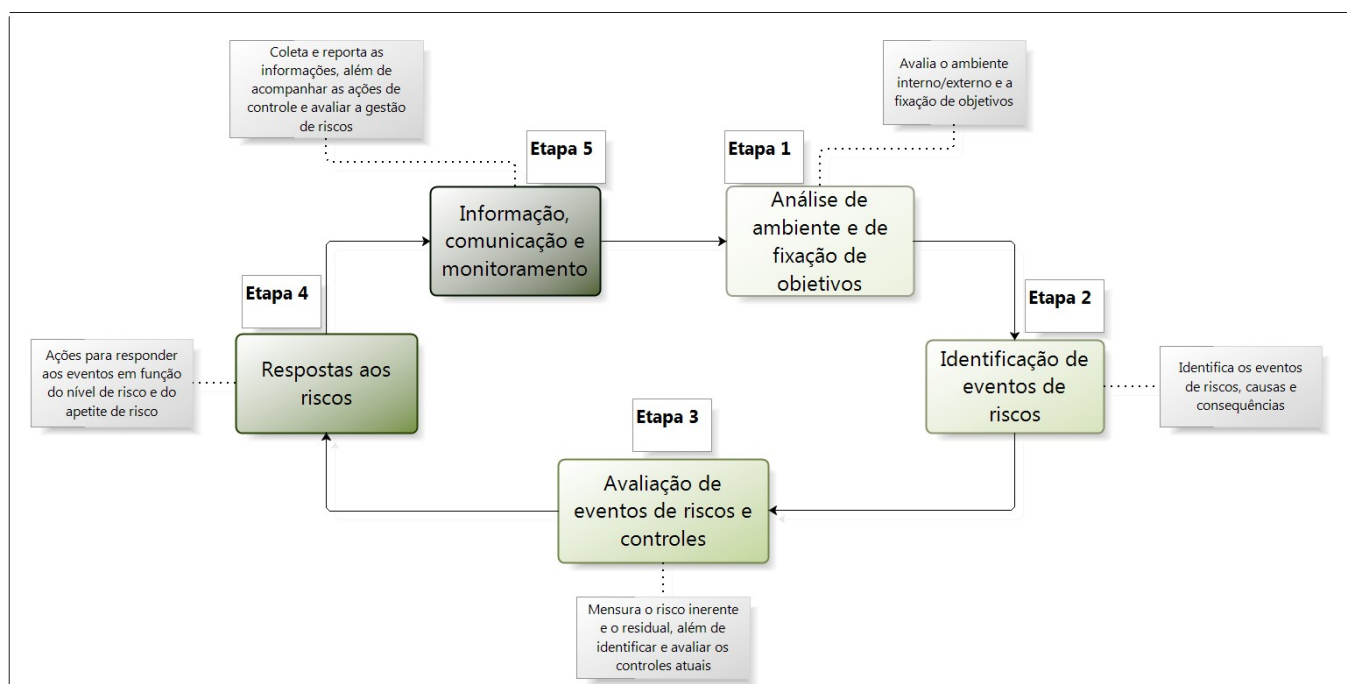 Coleta e reporta as
informações, além de
acompanhar as ações de
controle e avaliar a gestão
de riscos
Avalia o ambiente
interno/externo e a
fixação de objetivos
Etapa 5
Informação,
comunicação e
monitoramento
Etapa 1
Análise de
ambiente e de
fixação de
objetivos
Etapa 4
Respostas aos
riscos
Ações para responder
aos eventos em função
do nível de risco e do
apetite de risco
Etapa 2
Identificação de
eventos de
riscos
Identifica os eventos
de riscos, causas e
consequências
Etapa 3
Avaliação de
eventos de riscos e
controles
Mensura o risco inerente
e o residual, além de
identificar e avaliar os
controles atuais